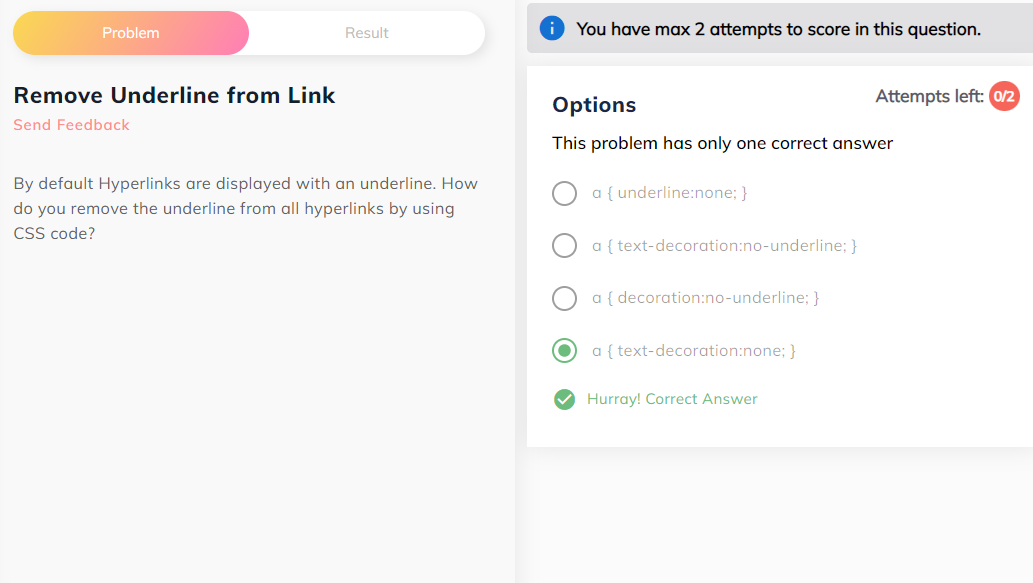 Problem
Result
Remove Underline from Link
Send Feedback
By default Hyperlinks are displayed with an underline. How
do you remove the underline from all hyperlinks by using
CSS code?
You have max 2 attempts to score in this question.
Options
Attempts left: 0/2
This problem has only one correct answer
a { underline:none; }
a { text-decoration:no-underline; }
a { decoration:no-underline; }
a { text-decoration:none; }
Hurray! Correct Answer